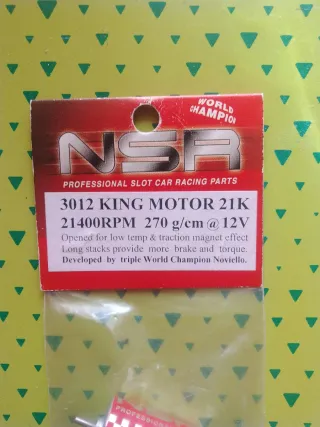 WORLD
CHAMPION
NSR
PROFESSIONAL SLOT CAR RACING PARTS
3012 KING MOTOR 21K
21400RPM 270 g/cm @ 12V
Opened for low temp & traction magnet effect
Long stacks provide more brake and torque.
Developed by triple World Champion Noviello.
PROFESSIONAL